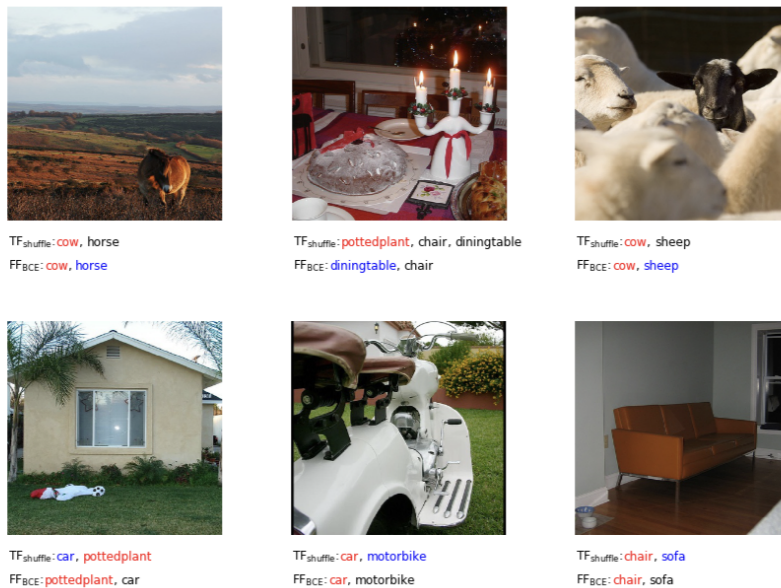 TFshuffle: cow, horse
FFBCE: cow, horse
TFshuffle: pottedplant, chair, diningtable
FFBCE: diningtable, chair
TFshuffle: cow, sheep
FFBCE: cow, sheep
TFshuffle: car, pottedplant
FFBCE: pottedplant, car
TFshuffle: car, motorbike
FFBCE: car, motorbike
TFshuffle: chair, sofa
FFBCE: chair, sofa